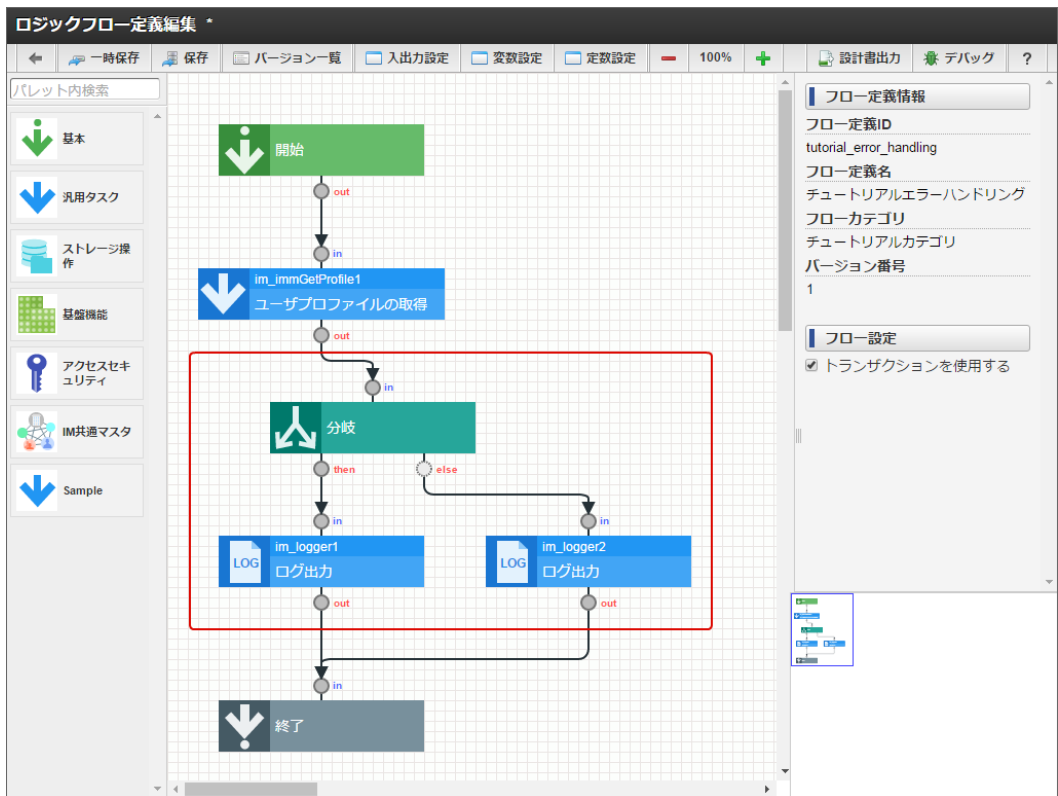 ロジックフロー定義編集 *
一時保存 保存 バージョン一覧 入出力設定 変数設定 定数設定 100% 設計書出力 デバッグ ?
パレット内検索
基本
汎用タスク
ストレージ操
作
基盤機能
アクセスセキ
ュリティ
IM共通マスタ
Sample
開始
out
in
im_immGetProfile1
ユーザプロファイルの取得
out
in
分岐
then
else
in
in
im_logger1
ログ出力
LOG
im_logger2
ログ出力
LOG
out
out
in
終了
フロー定義情報
フロー定義ID
tutorial_error_handling
フロー定義名
チュートリアルエラーハンドリング
フローカテゴリ
チュートリアルカテゴリ
バージョン番号
1
フロー設定
トランザクションを使用する